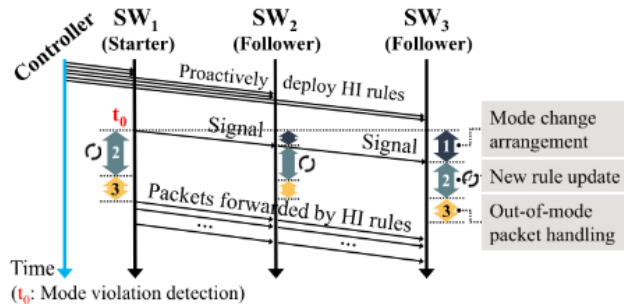 Controller
SW1
(Starter)
SW2
(Follower)
SW3
(Follower)
Proactively deploy HI rules
t0
Signal
Signal
1
Mode change
arrangement
2
2
New rule update
3
3
Out-of-mode
packet handling
Packets forwarded by HI rules
...
...
Time
(t0: Mode violation detection)